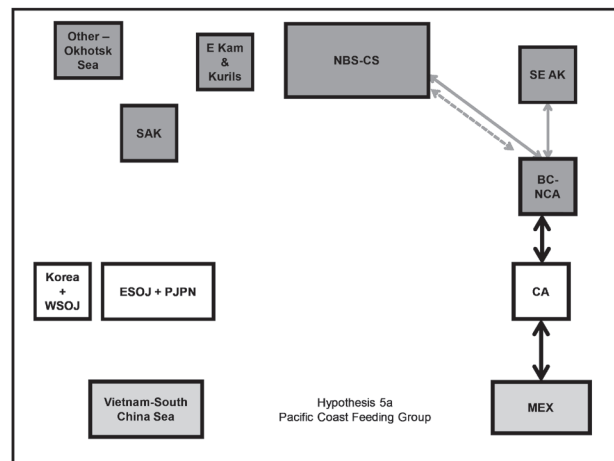 Other –
Okhotsk
Sea
E Kam
&
Kurils
NBS-CS
SE AK
SAK
BC-
NCA
Korea
+
WSOJ
ESOJ + PJPN
CA
Vietnam-South
China Sea
Hypothesis 5a
Pacific Coast Feeding Group
MEX